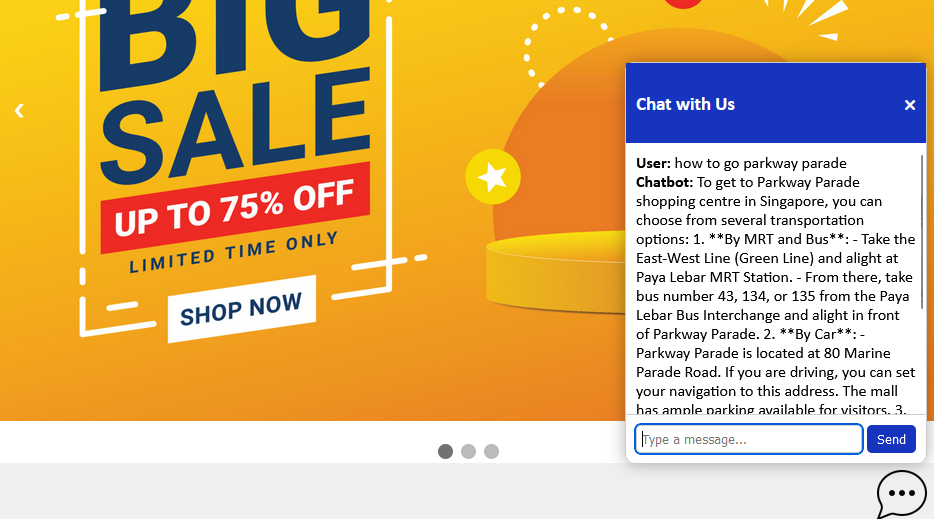 BIG
SALE
UP TO 75% OFF
LIMITED TIME ONLY
SHOP NOW
Chat with Us
User: how to go parkway parade
Chatbot: To get to Parkway Parade
shopping centre in Singapore, you can
choose from several transportation
options: 1. **By MRT and Bus**: - Take the
East-West Line (Green Line) and alight at
Paya Lebar MRT Station. - From there, take
bus number 43, 134, or 135 from the Paya
Lebar Bus Interchange and alight in front
of Parkway Parade. 2. **By Car**: -
Parkway Parade is located at 80 Marine
Parade Road. If you are driving, you can set
your navigation to this address. The mall
has ample parking available for visitors. 3.
Type a message...
Send